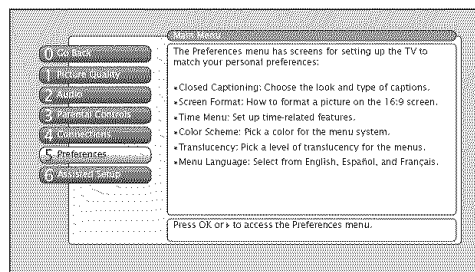 Main Menu
0 Go Back
1 Picture Quality
2 Audio
3 Parental Controls
4 Connections
5 Preferences
6 Assisted Setup
The Preferences menu has screens for setting up the TV to
match your personal preferences:
•Closed Captioning: Choose the look and type of captions.
•Screen Format: How to format a picture on the 16:9 screen.
•Time Menu: Set up time-related features.
•Color Scheme: Pick a color for the menu system.
•Translucency: Pick a level of translucency for the menus.
•Menu Language: Select from English, Español, and Français.
Press OK or ▸ to access the Preferences menu.